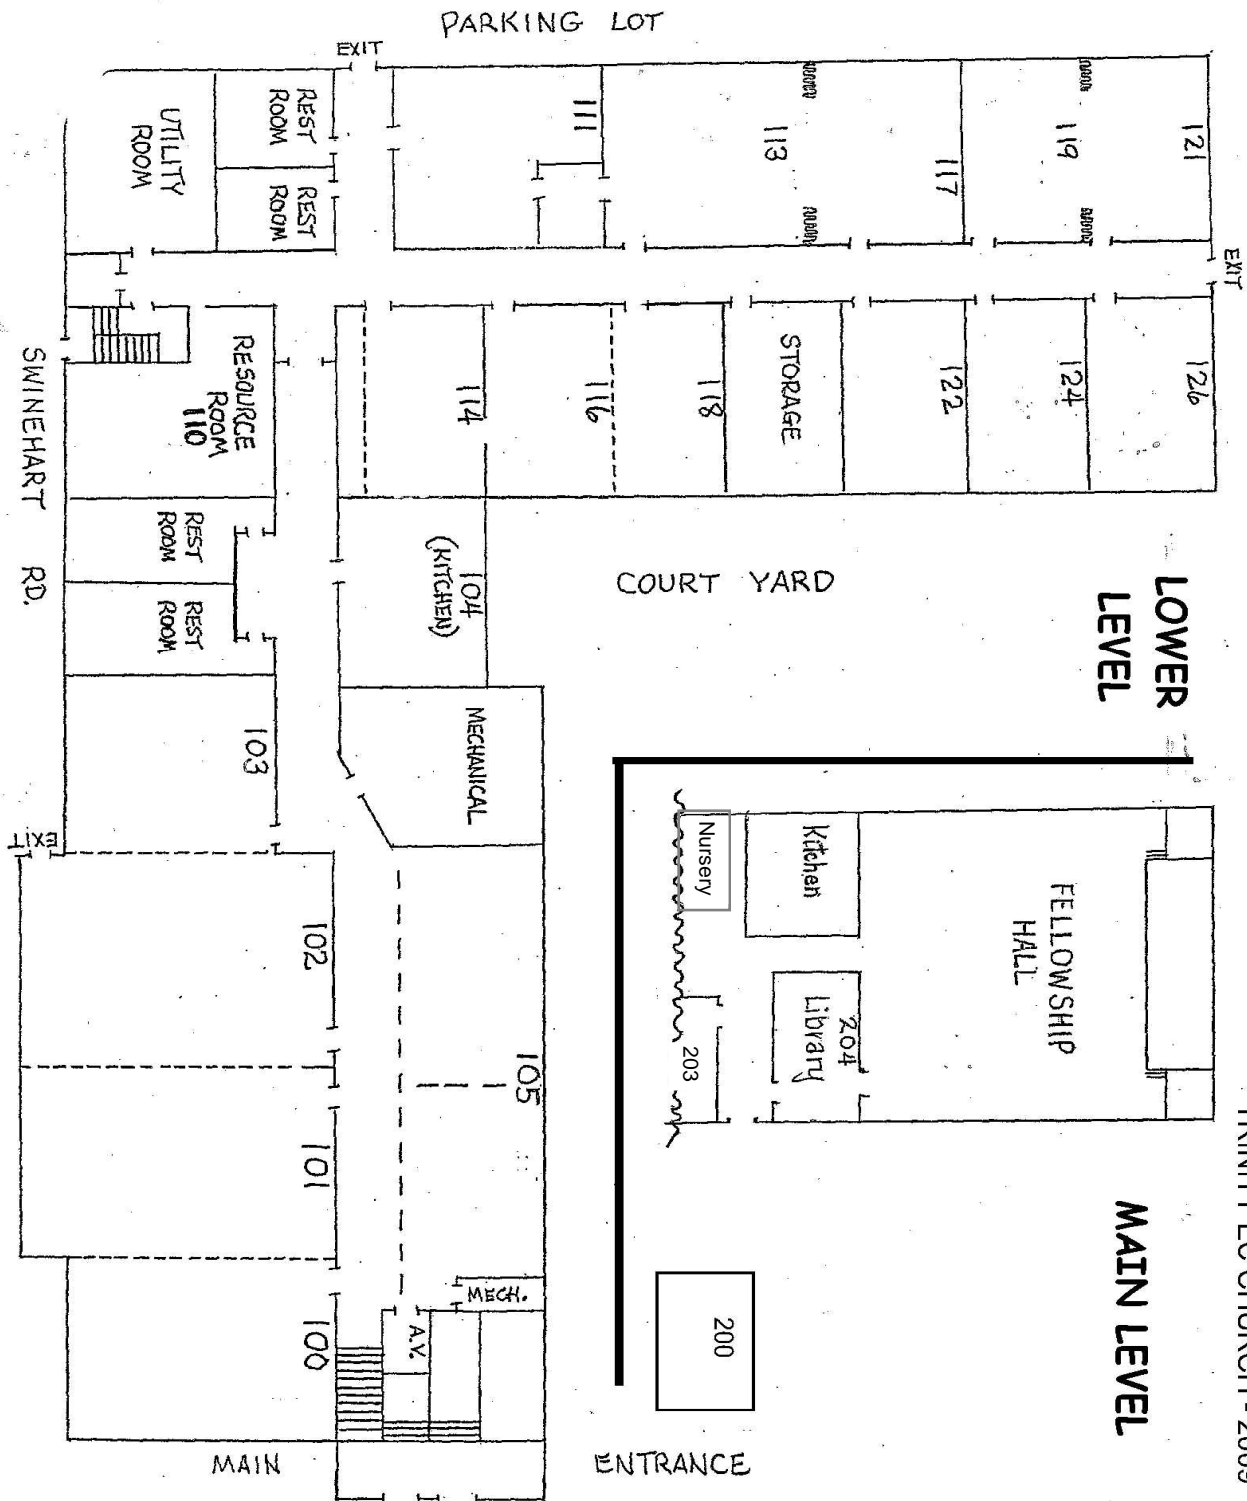 PARKING LOT
EXIT
UTILITY
ROOM
REST
ROOM
REST
ROOM
111
113
117
119
121
EXIT
RESOURCE
ROOM
110
114
116
118
STORAGE
122
124
126
SWINEHART RD.
REST
ROOM
REST
ROOM
104
(KITCHEN)
COURT YARD
LOWER
LEVEL
103
MECHANICAL
EXIT
102
101
100
105
MECH.
A.V.
MAIN ENTRANCE
Nursery
Kitchen
FELLOWSHIP
HALL
203
204
Library
200
MAIN LEVEL
CHURCH - 2009